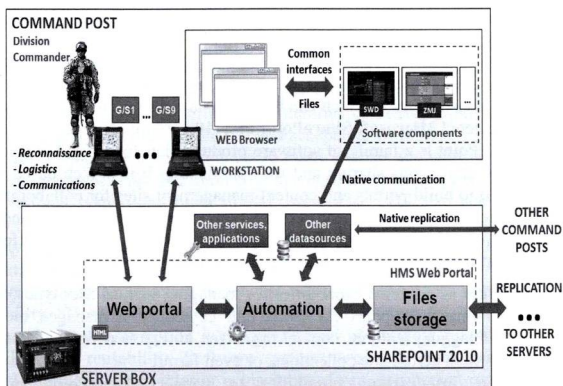 COMMAND POST
Division
Commander
G/S1
...
G/S9
- Reconnaissance
- Logistics
- Communications
- ...
WORKSTATION
WEB Browser
Common
interfaces
Files
SWD
ZMJ
...
Software components
Native communication
Native replication
OTHER
COMMAND
POSTS
Other services,
applications
Other
datasources
HMS Web Portal
Web portal
HTML
Automation
Files
storage
REPLICATION
...
TO OTHER
SERVERS
SHAREPOINT 2010
SERVER BOX